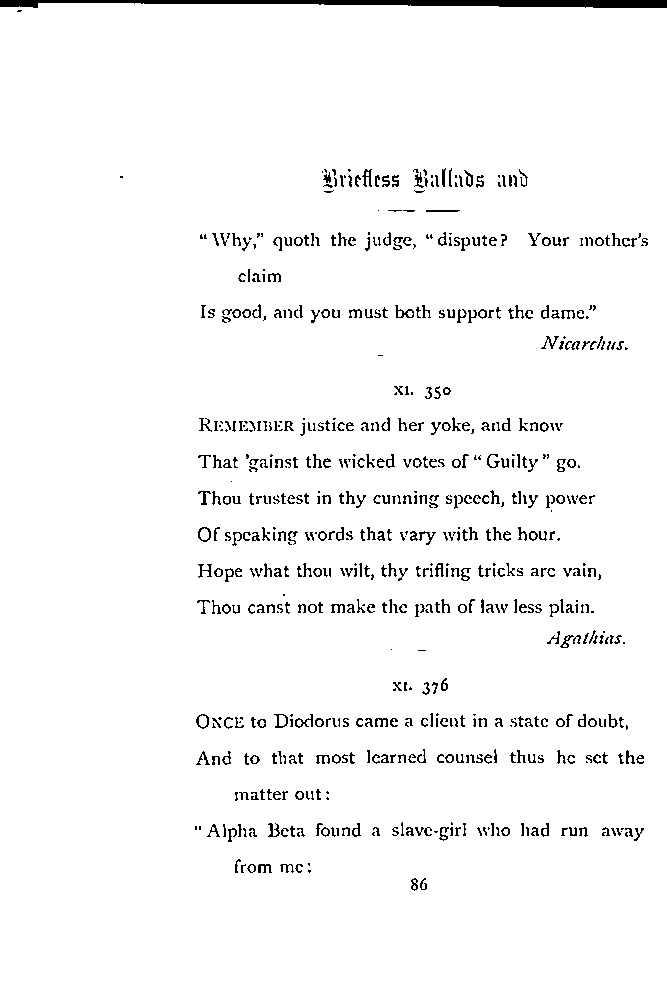 Briefless Ballads and
“Why,” quoth the judge, “dispute? Your mother's
claim
Is good, and you must both support the dame.”
Nicarchus.
XI. 350
REMEMBER justice and her yoke, and know
That 'gainst the wicked votes of “Guilty” go.
Thou trustest in thy cunning speech, thy power
Of speaking words that vary with the hour.
Hope what thou wilt, thy trifling tricks are vain,
Thou canst not make the path of law less plain.
Agathias.
XI. 376
ONCE to Diodorus came a client in a state of doubt,
And to that most learned counsel thus he set the
matter out:
“Alpha Beta found a slave-girl who had run away
from me:
86